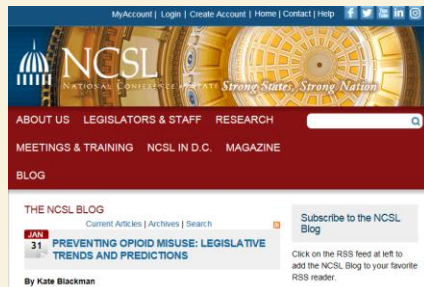 MyAccount | Login | Create Account | Home | Contact | Help
NCSL
NATIONAL CONFERENCE of STATE
Strong States, Strong Nation
ABOUT US LEGISLATORS & STAFF RESEARCH
MEETINGS & TRAINING NCSL IN D.C. MAGAZINE
BLOG
THE NCSL BLOG
Current Articles | Archives | Search
JAN
31
PREVENTING OPIOID MISUSE: LEGISLATIVE
TRENDS AND PREDICTIONS
By Kate Blackman
Subscribe to the NCSL
Blog
Click on the RSS feed at left to
add the NCSL Blog to your favorite
RSS reader.